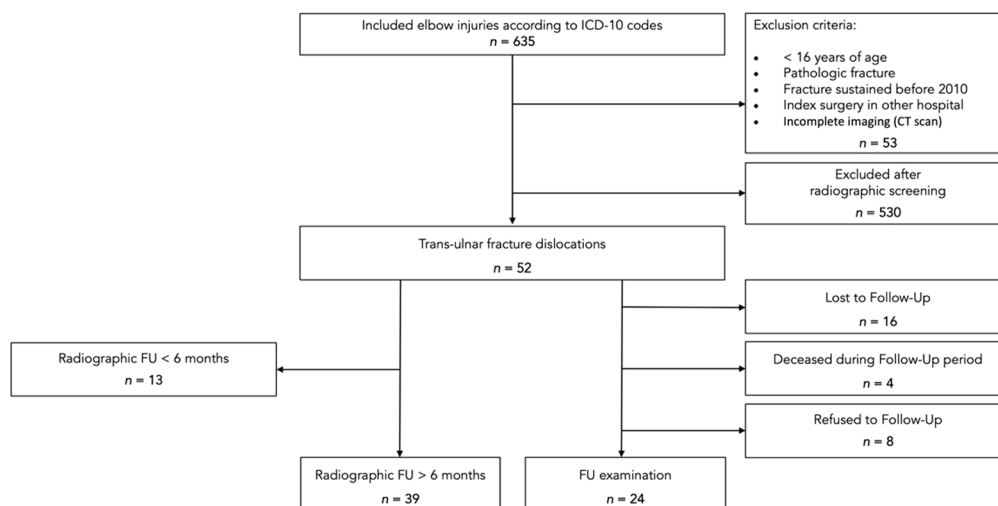 Included elbow injuries according to ICD-10 codes
n = 635
Exclusion criteria:
• < 16 years of age
• Pathologic fracture
• Fracture sustained before 2010
• Index surgery in other hospital
• Incomplete imaging (CT scan)
n = 53
Excluded after
radiographic screening
n = 530
Trans-ulnar fracture dislocations
n = 52
Lost to Follow-Up
n = 16
Radiographic FU < 6 months
n = 13
Deceased during Follow-Up period
n = 4
Refused to Follow-Up
n = 8
Radiographic FU > 6 months
n = 39
FU examination
n = 24